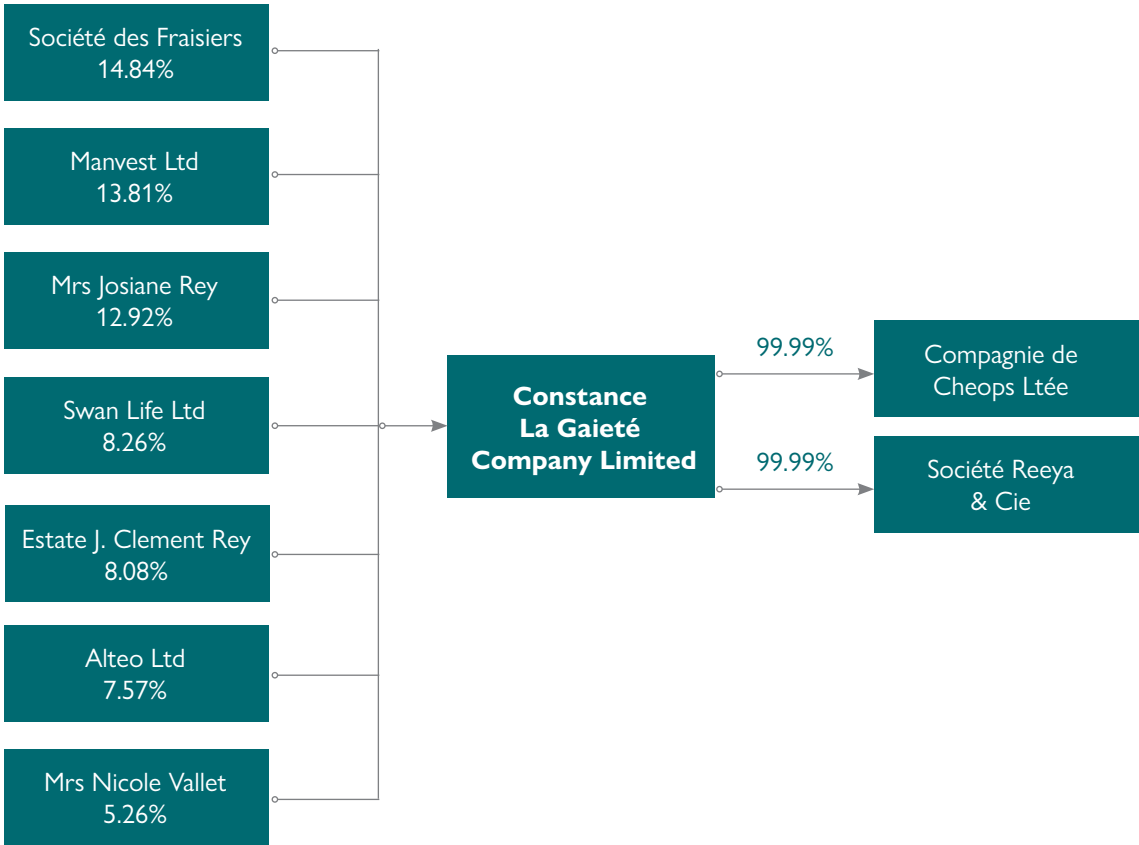 Société des Fraisiers
14.84%
Manvest Ltd
13.81%
Mrs Josiane Rey
12.92%
Swan Life Ltd
8.26%
Estate J. Clement Rey
8.08%
Alteo Ltd
7.57%
Mrs Nicole Vallet
5.26%
Constance
La Gaieté
Company Limited
99.99%
Compagnie de
Cheops Ltée
99.99%
Société Reeya
& Cie